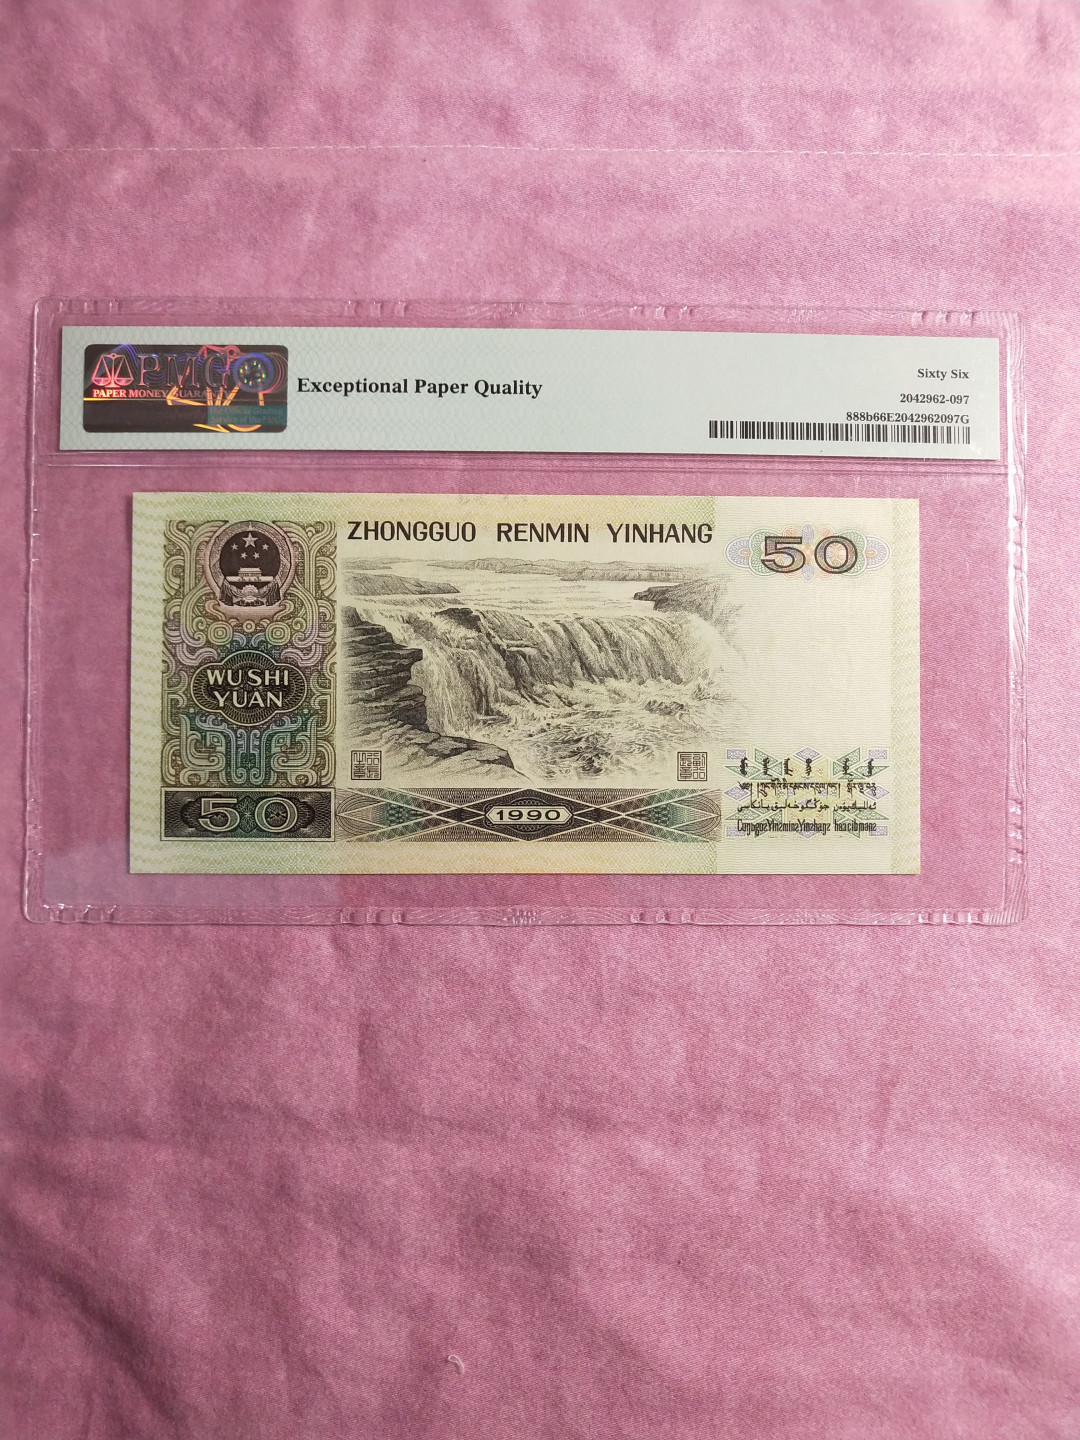 PMG
PAPER MONEY GUARA
Exceptional Paper Quality
Sixty Six
2042962-097
888b66E2042962097G
ZHONGGUO RENMIN YINHANG
50
WU SHI
YUAN
50
1990